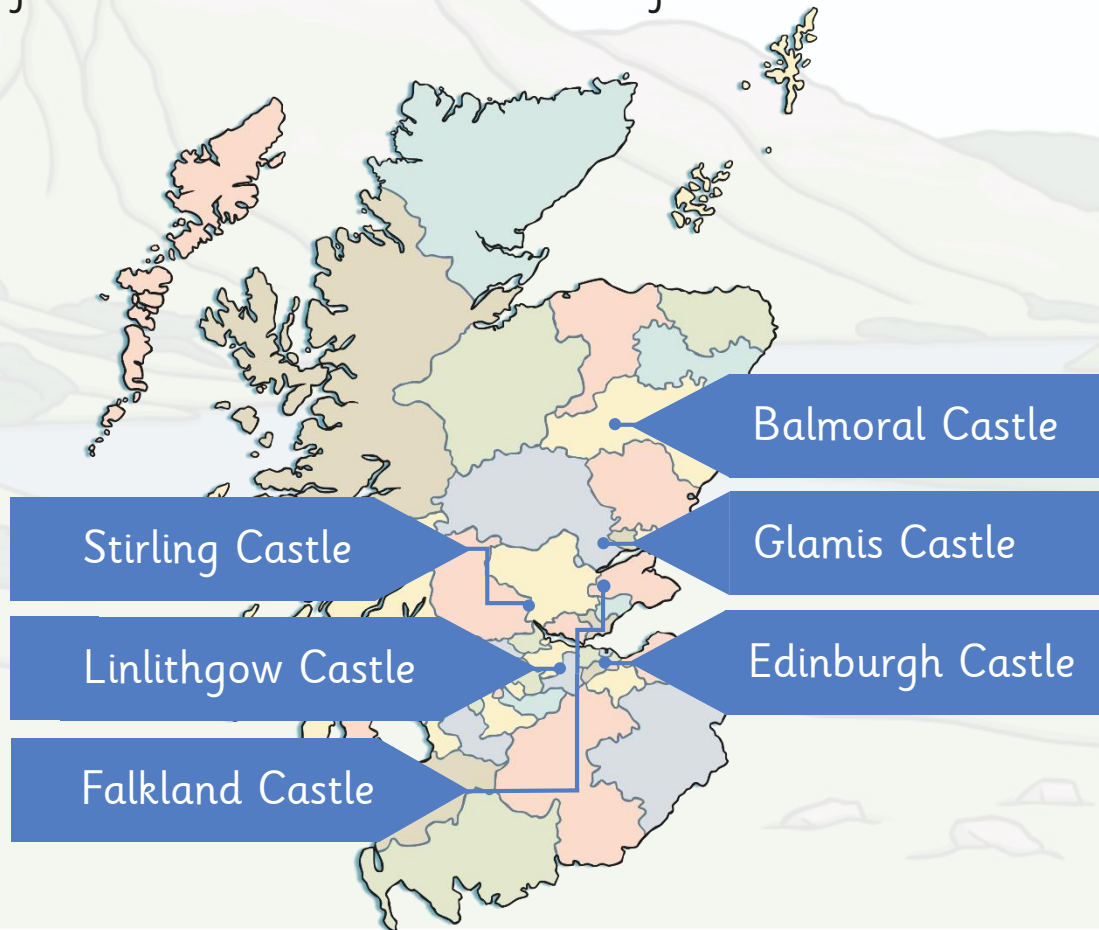 Balmoral Castle
Stirling Castle
Glamis Castle
Linlithgow Castle
Edinburgh Castle
Falkland Castle